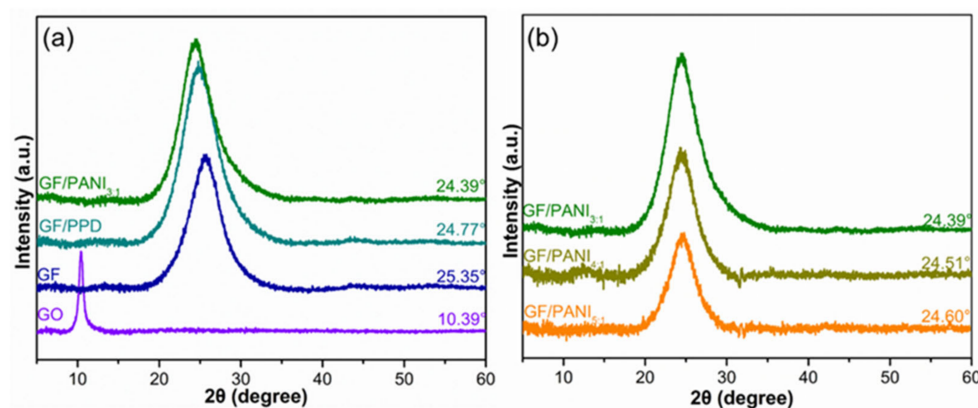 (a)
Intensity (a.u.)
GF/PANI3:1
24.39°
GF/PPD
24.77°
GF
25.35°
GO
10.39°
10 20 30 40 50 60
2θ (degree)
(b)
Intensity (a.u.)
GF/PANI3:1
24.39°
GF/PANI4:1
24.51°
GF/PANI5:1
24.60°
10 20 30 40 50 60
2θ (degree)